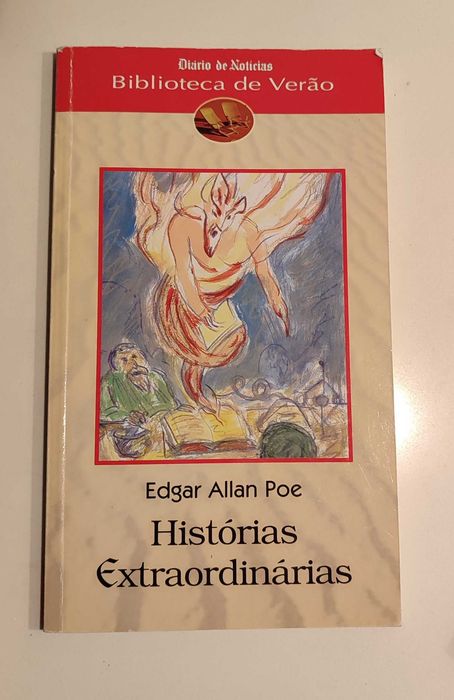 Diário de Notícias
Biblioteca de Verão
Edgar Allan Poe
Histórias
Extraordinárias